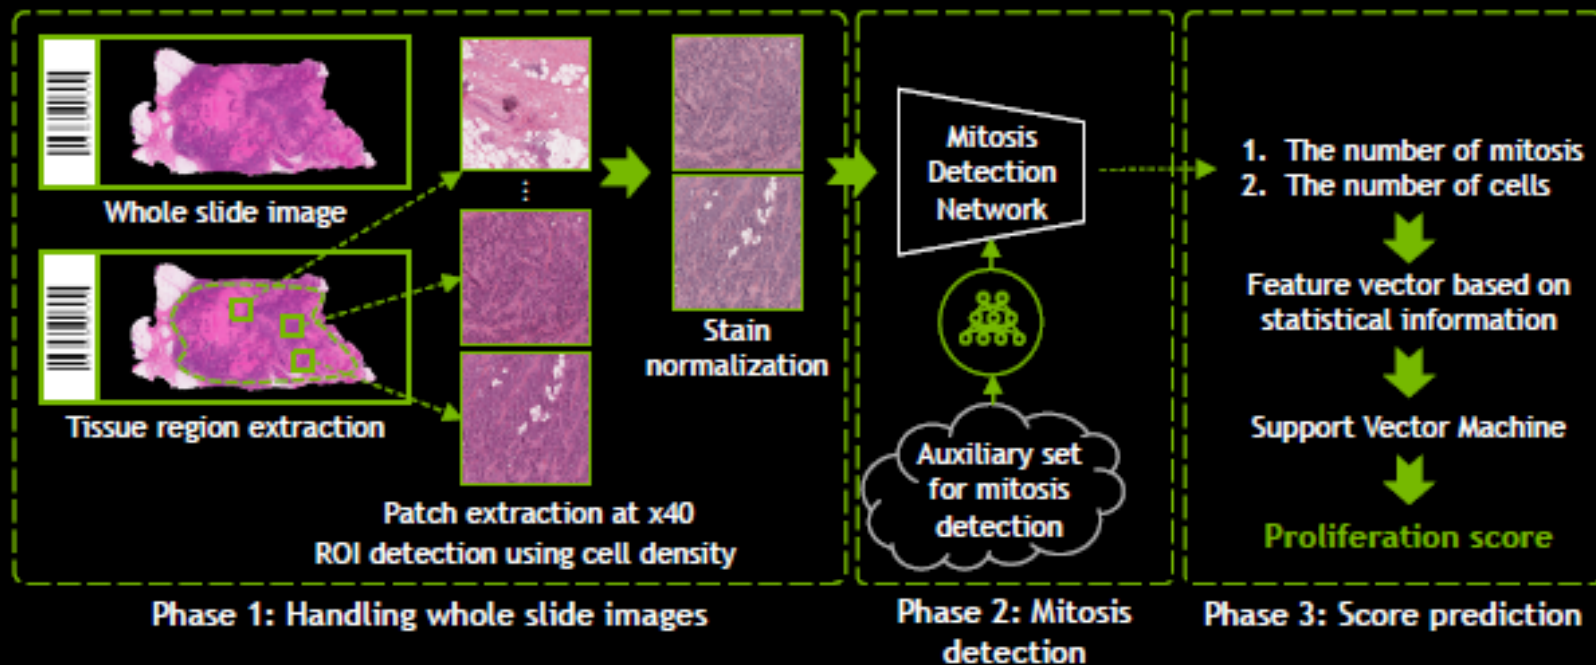 Whole slide image
Tissue region extraction
Patch extraction at x40
ROI detection using cell density
Stain
normalization
Phase 1: Handling whole slide images
Mitosis
Detection
Network
Auxiliary set
for mitosis
detection
Phase 2: Mitosis
detection
1. The number of mitosis
2. The number of cells
Feature vector based on
statistical information
Support Vector Machine
Proliferation score
Phase 3: Score prediction